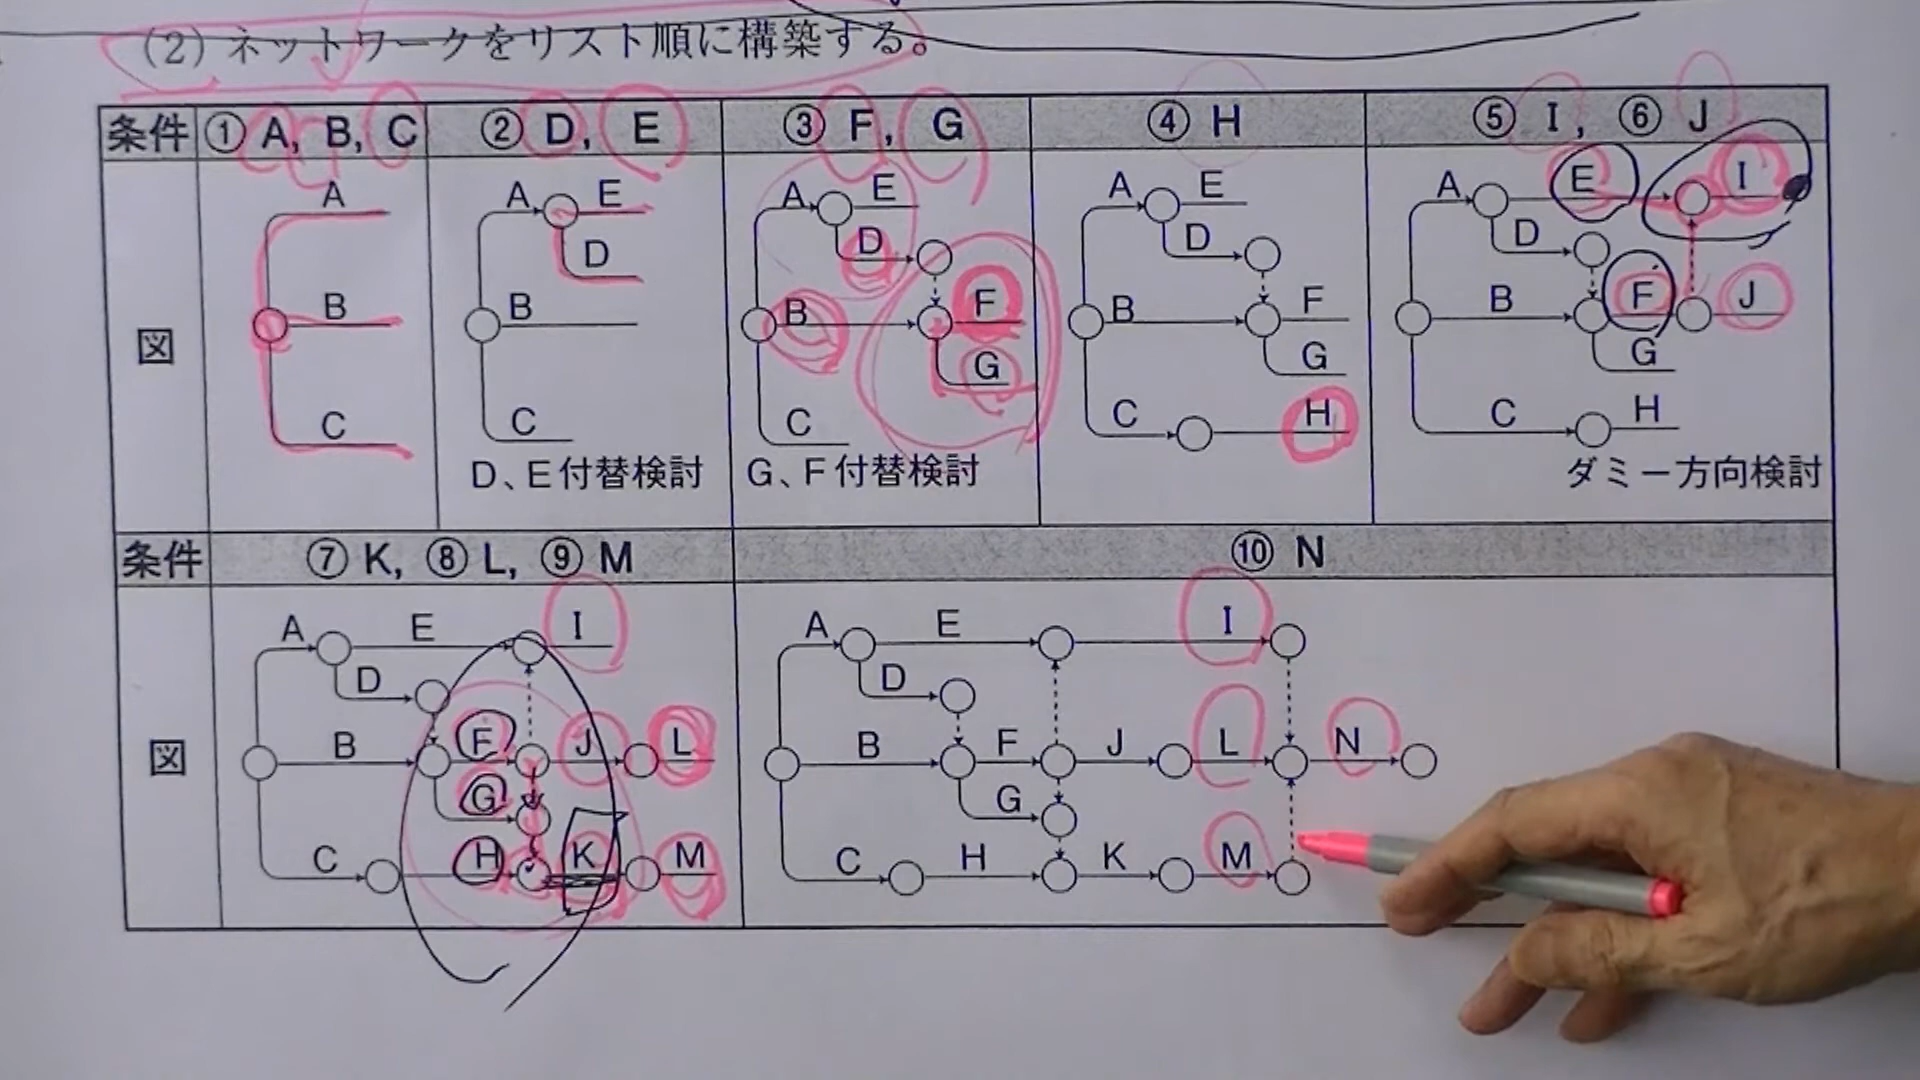 (2) ネットワークをリスト順に構築する。
条件 ① A, B, C ② D, E ③ F, G ④ H ⑤ I, ⑥ J
図
A
B
C
A E
D
B
C
D、E付替検討
A E
D
B F
G
C
G、F付替検討
A E
D
B F
G
C H
A E I
D
B F J
G
C H
ダミー方向検討
条件 ⑦ K, ⑧ L, ⑨ M ⑩ N
図
A E I
D
B F J L
G
C H K M
A E I
D
B F J L N
G
C H K M